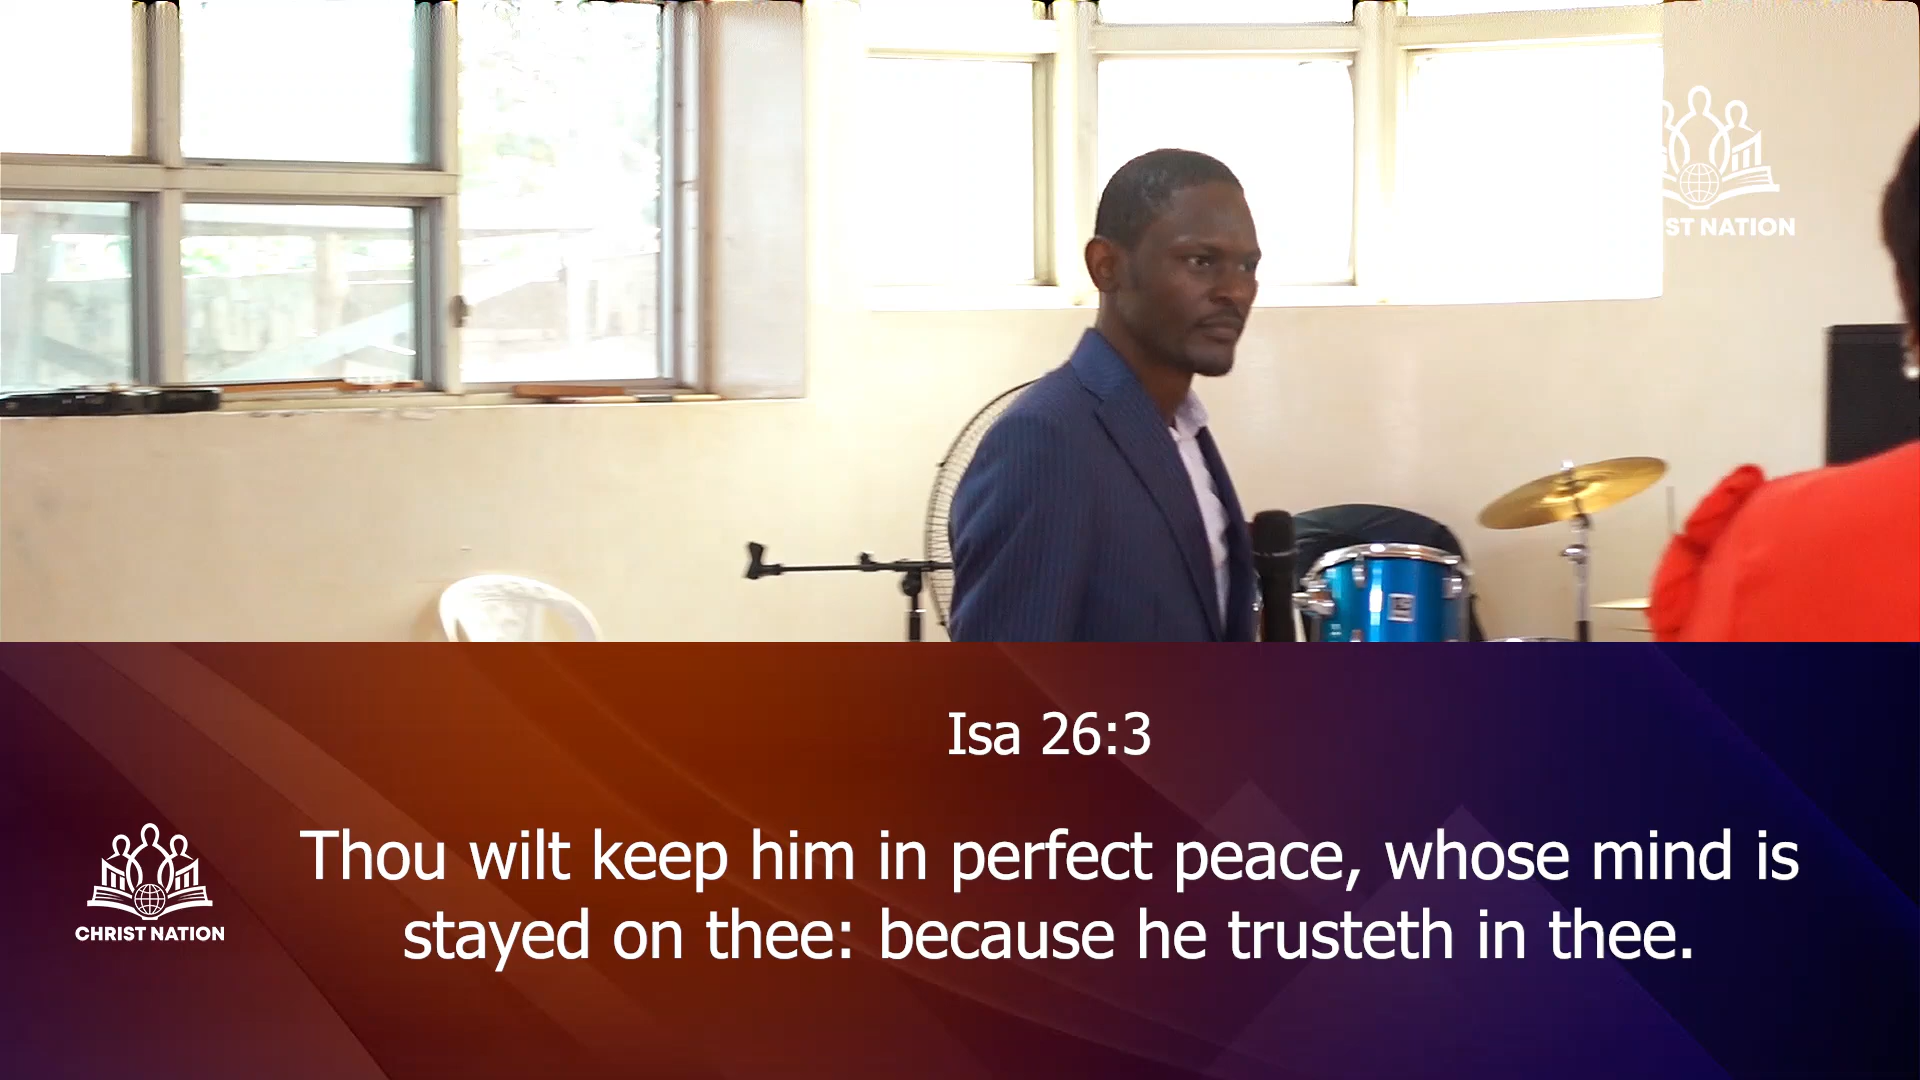 ST NATION
Isa 26:3
Thou wilt keep him in perfect peace, whose mind is
stayed on thee: because he trusteth in thee.
CHRIST NATION